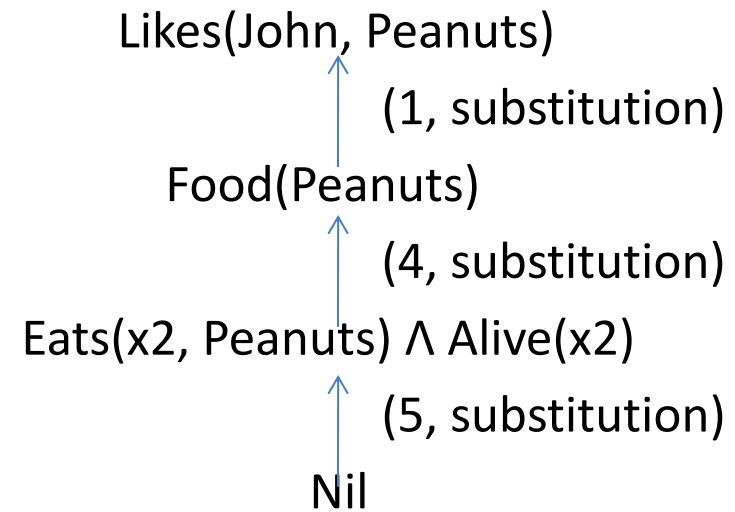 Likes(John, Peanuts)
(1, substitution)
Food(Peanuts)
(4, substitution)
Eats(x2, Peanuts) Λ Alive(x2)
(5, substitution)
Nil